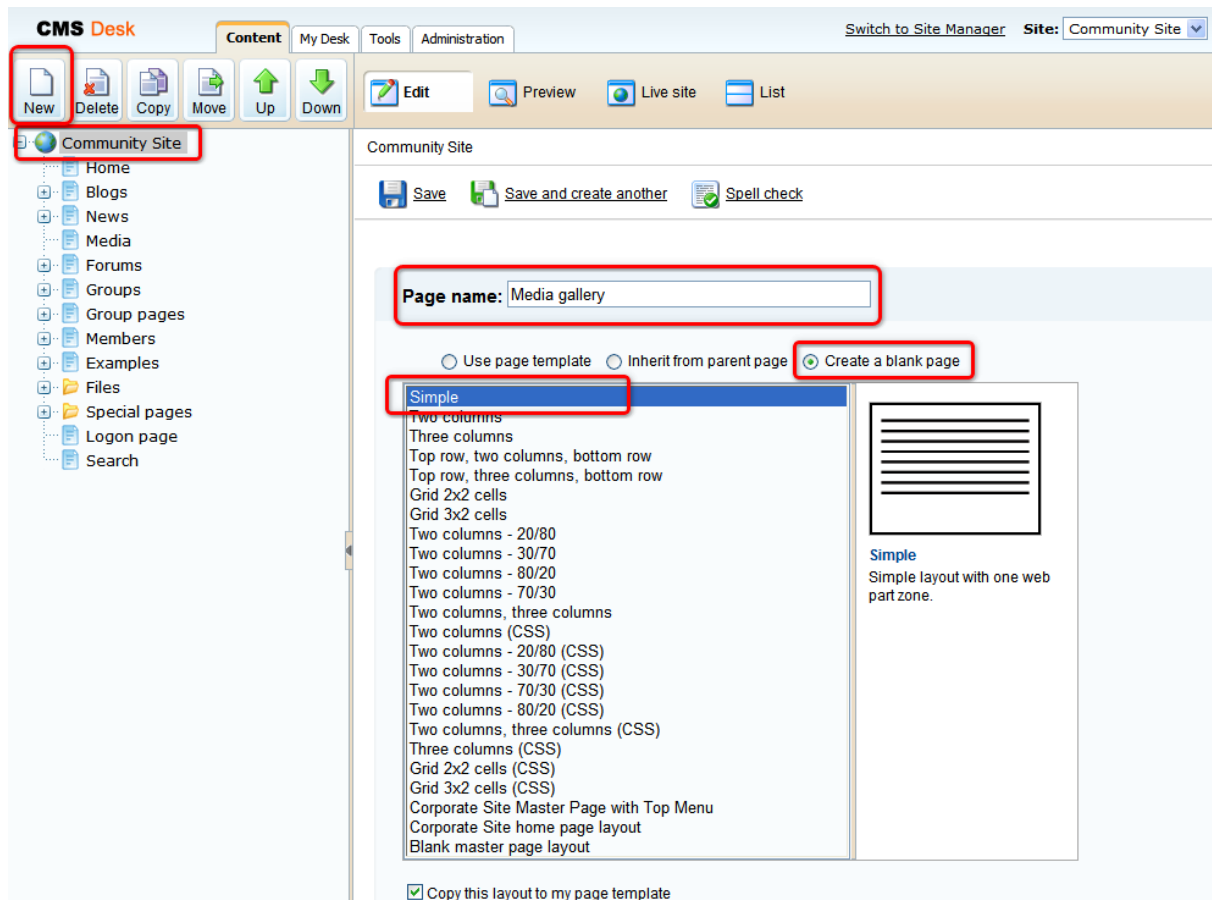 CMS Desk
Content
My Desk
Tools
Administration
Switch to Site Manager
Site: Community Site
New
Delete
Copy
Move
Up
Down
Edit
Preview
Live site
List
Community Site
Home
Blogs
News
Media
Forums
Groups
Group pages
Members
Examples
Files
Special pages
Logon page
Search
Community Site
Save
Save and create another
Spell check
Page name: Media gallery
Use page template
Inherit from parent page
Create a blank page
Simple
Two columns
Three columns
Top row, two columns, bottom row
Top row, three columns, bottom row
Grid 2x2 cells
Grid 3x2 cells
Two columns - 20/80
Two columns - 30/70
Two columns - 80/20
Two columns - 70/30
Two columns, three columns
Two columns (CSS)
Two columns - 20/80 (CSS)
Two columns - 30/70 (CSS)
Two columns - 70/30 (CSS)
Two columns - 80/20 (CSS)
Two columns, three columns (CSS)
Three columns (CSS)
Grid 2x2 cells (CSS)
Grid 3x2 cells (CSS)
Corporate Site Master Page with Top Menu
Corporate Site home page layout
Blank master page layout
Simple
Simple layout with one web
part zone.
Copy this layout to my page template